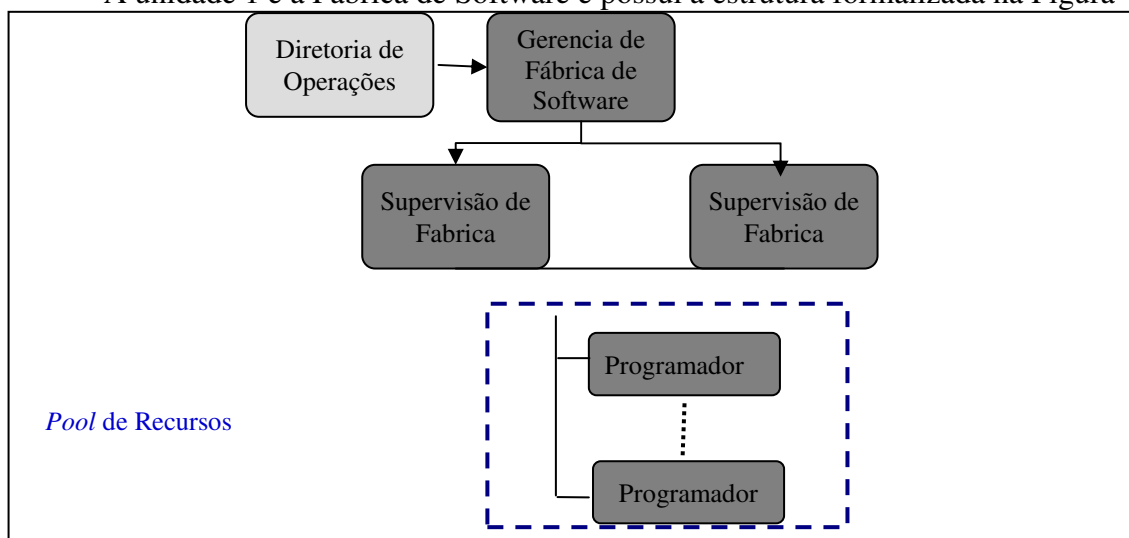 A unidade 1 é a Fábrica de Software e possui a estrutura formalizada na Figura
Diretoria de
Operações
Gerencia de
Fábrica de
Software
Supervisão de
Fabrica
Supervisão de
Fabrica
Programador
Pool de Recursos
Programador